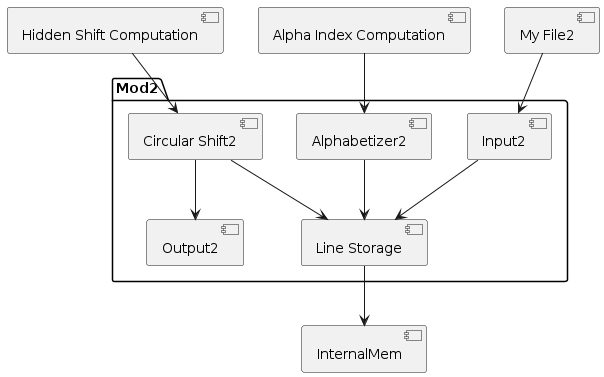 Hidden Shift Computation
Alpha Index Computation
My File2
Mod2
Circular Shift2
Alphabetizer2
Input2
Output2
Line Storage
InternalMem